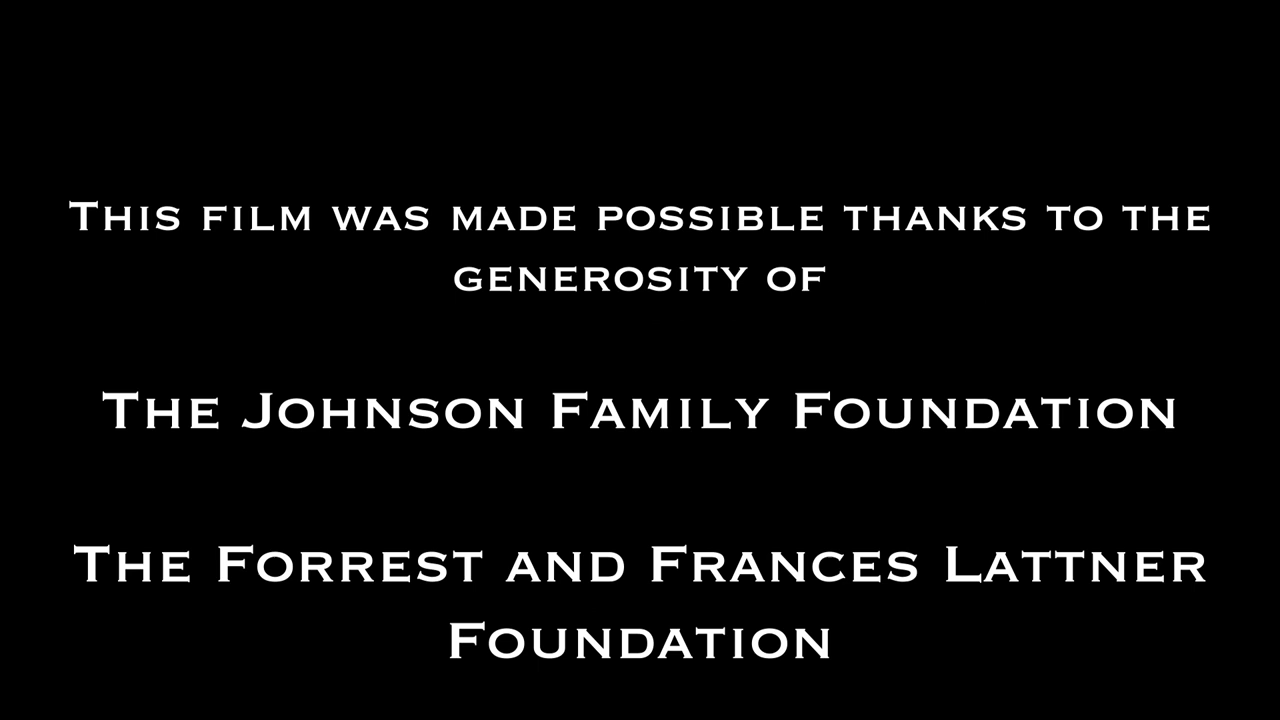 This film was made possible thanks to the
generosity of
The Johnson Family Foundation
The Forrest and Frances Lattner
Foundation